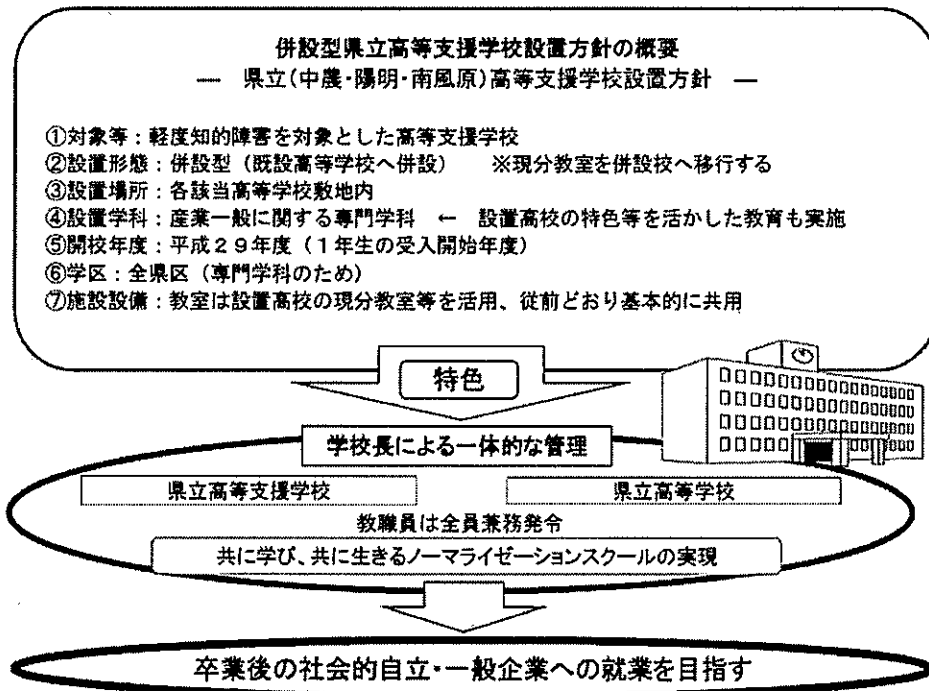 併設型県立高等支援学校設置方針の概要
― 県立(中農・陽明・南風原)高等支援学校設置方針 ―
①対象等：軽度知的障害を対象とした高等支援学校
②設置形態：併設型（既設高等学校へ併設） ※現分教室を併設校へ移行する
③設置場所：各該当高等学校敷地内
④設置学科：産業一般に関する専門学科 ← 設置高校の特色等を活かした教育も実施
⑤開校年度：平成２９年度（１年生の受入開始年度）
⑥学区：全県区（専門学科のため）
⑦施設設備：教室は設置高校の現分教室等を活用、従前どおり基本的に共用
特色
学校長による一体的な管理
県立高等支援学校 県立高等学校
教職員は全員兼務発令
共に学び、共に生きるノーマライゼーションスクールの実現
卒業後の社会的自立・一般企業への就業を目指す